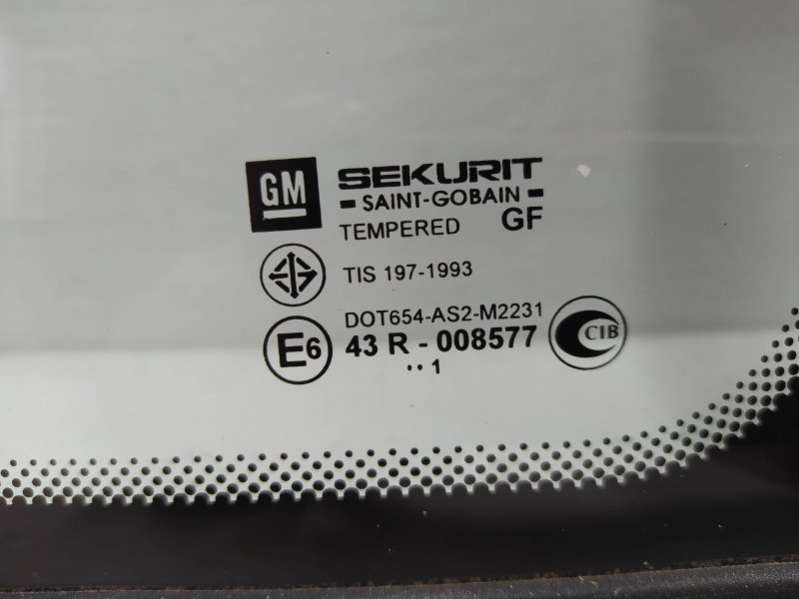 GM SEKURIT
SAINT-GOBAIN
TEMPERED GF
TIS 197-1993
DOT654-AS2-M2231
E6 43 R - 008577 CIB
·· 1